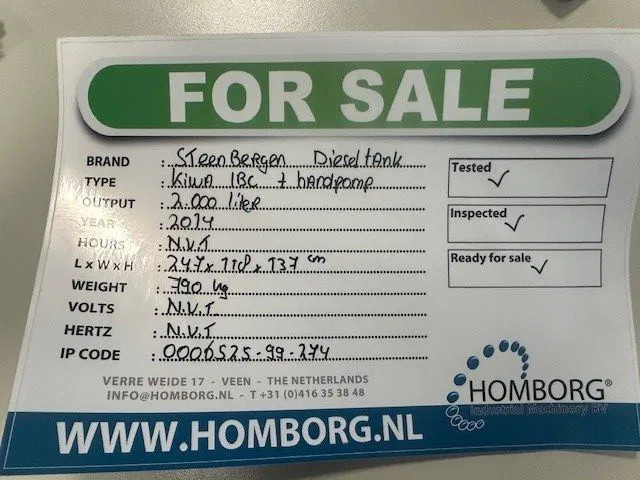 FOR SALE
BRAND : Steenbergen Dieseltank
TYPE : Kiwa IBC + handpomp
OUTPUT : 2.000 liter
YEAR : 2014
HOURS : N.V.T
L x W x H : 247 x 118 x 137 cm
WEIGHT : 790 kg
VOLTS : N.V.T
HERTZ : N.V.T
IP CODE : 0006525-99-274
Tested ✓
Inspected ✓
Ready for sale ✓
VERRE WEIDE 17 - VEEN - THE NETHERLANDS
INFO@HOMBORG.NL - T +31 (0)416 35 38 48
HOMBORG®
Industrial Machinery BV
WWW.HOMBORG.NL